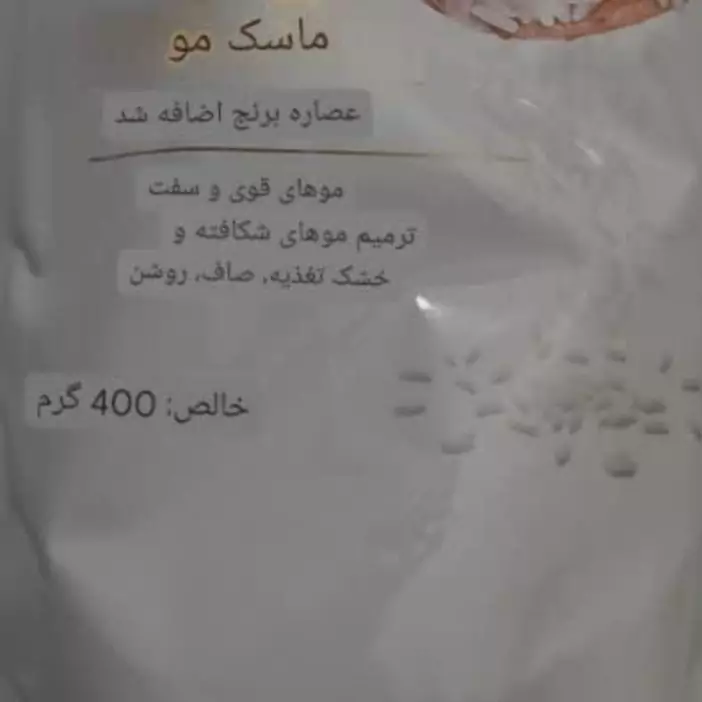 ماسک مو
عصاره برنج اضافه شد
موهای قوی و سفت
ترمیم موهای شکافته و
خشک تغذیه، صاف، روشن
خالص: 400 گرم